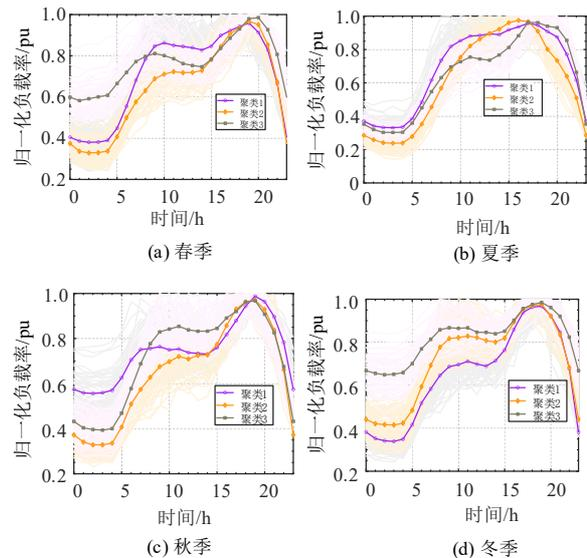 归一化负载率/pu
1.0
0.8
0.6
0.4
0.2
聚类1
聚类2
聚类3
0 5 10 15 20
时间/h
(a) 春季
归一化负载率/pu
1.0
0.8
0.6
0.4
0.2
0
聚类1
聚类2
聚类3
0 5 10 15 20
时间/h
(b) 夏季
归一化负载率/pu
1.0
0.8
0.6
0.4
0.2
聚类1
聚类2
聚类3
0 5 10 15 20
时间/h
(c) 秋季
归一化负载率/pu
1.0
0.8
0.6
0.4
0.2
聚类1
聚类2
聚类3
0 5 10 15 20
时间/h
(d) 冬季